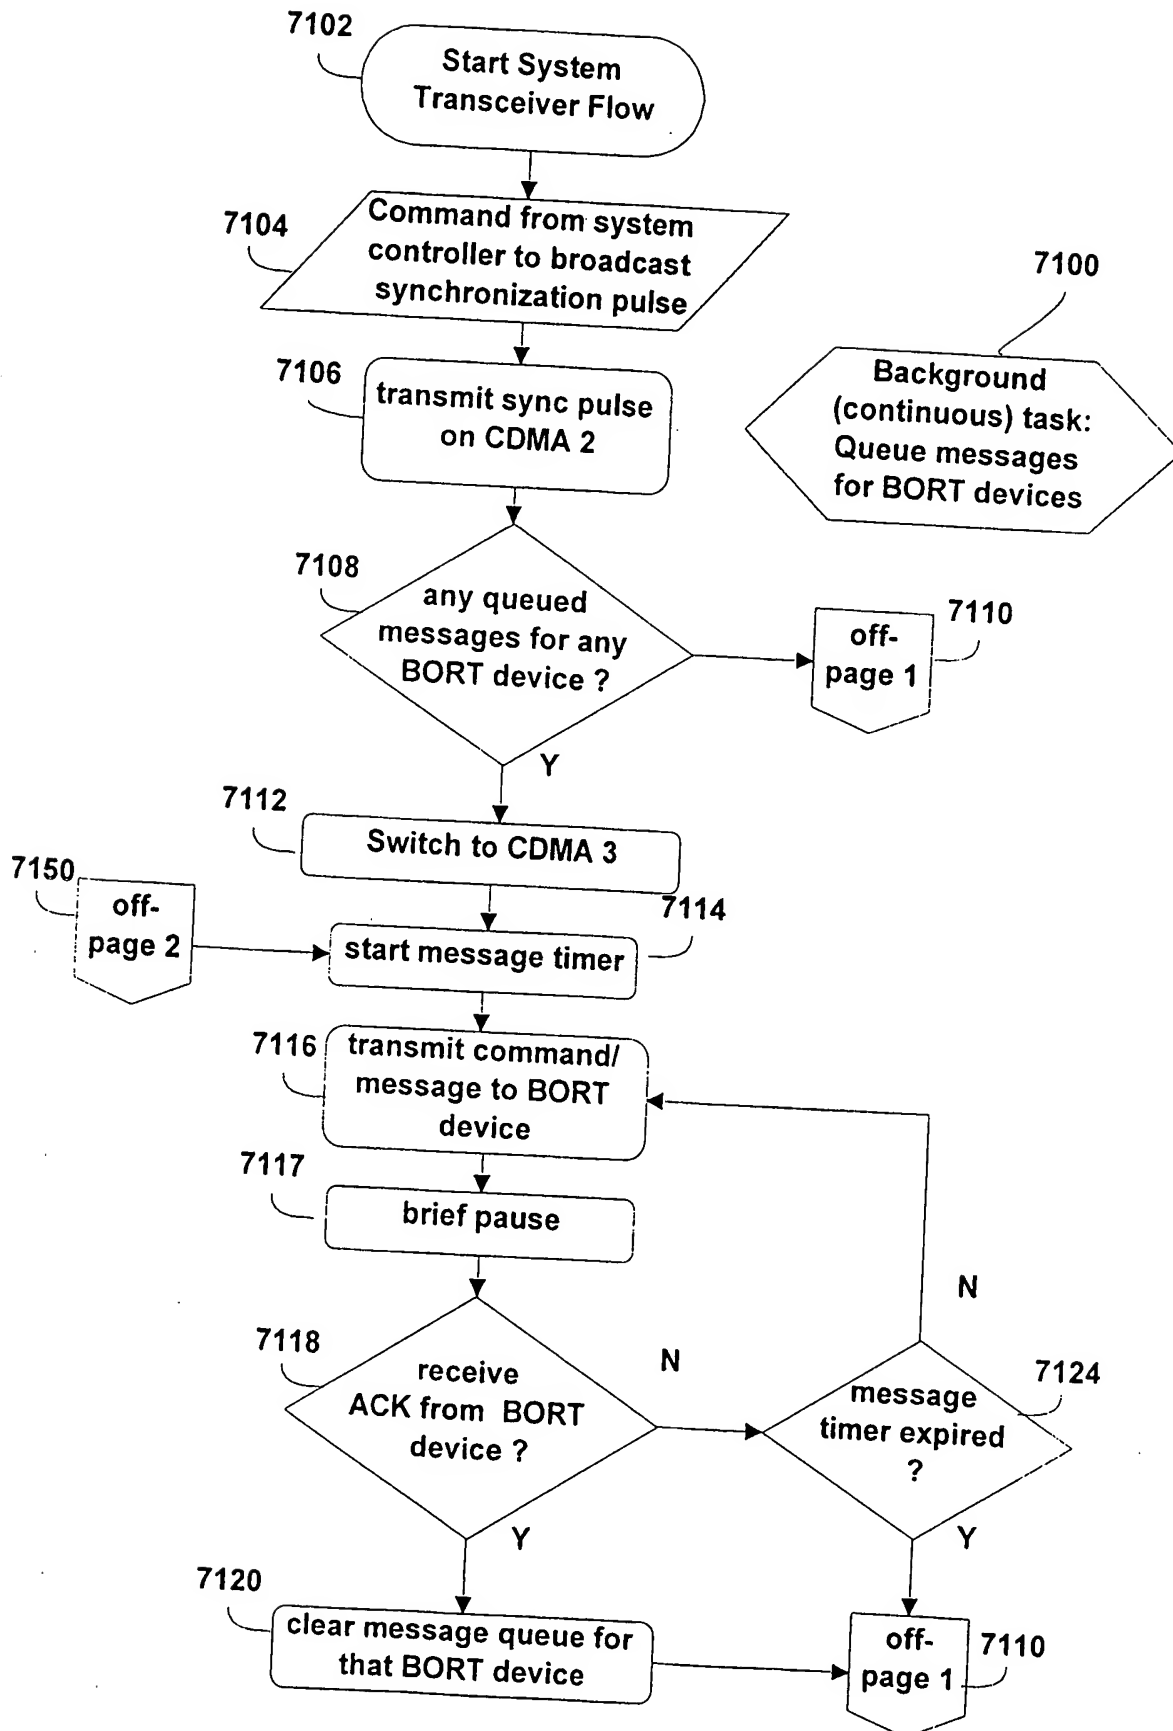 7102
Start System
Transceiver Flow
7104
Command from system
controller to broadcast
synchronization pulse
7100
Background
(continuous) task:
Queue messages
for BORT devices
7106
transmit sync pulse
on CDMA 2
7108
any queued
messages for any
BORT device ?
7110
off-
page 1
Y
7112
Switch to CDMA 3
7150
off-
page 2
7114
start message timer
7116
transmit command/
message to BORT
device
7117
brief pause
N
7118
receive
ACK from BORT
device ?
N
7124
message
timer expired
?
Y
Y
7120
clear message queue for
that BORT device
off-
page 1
7110